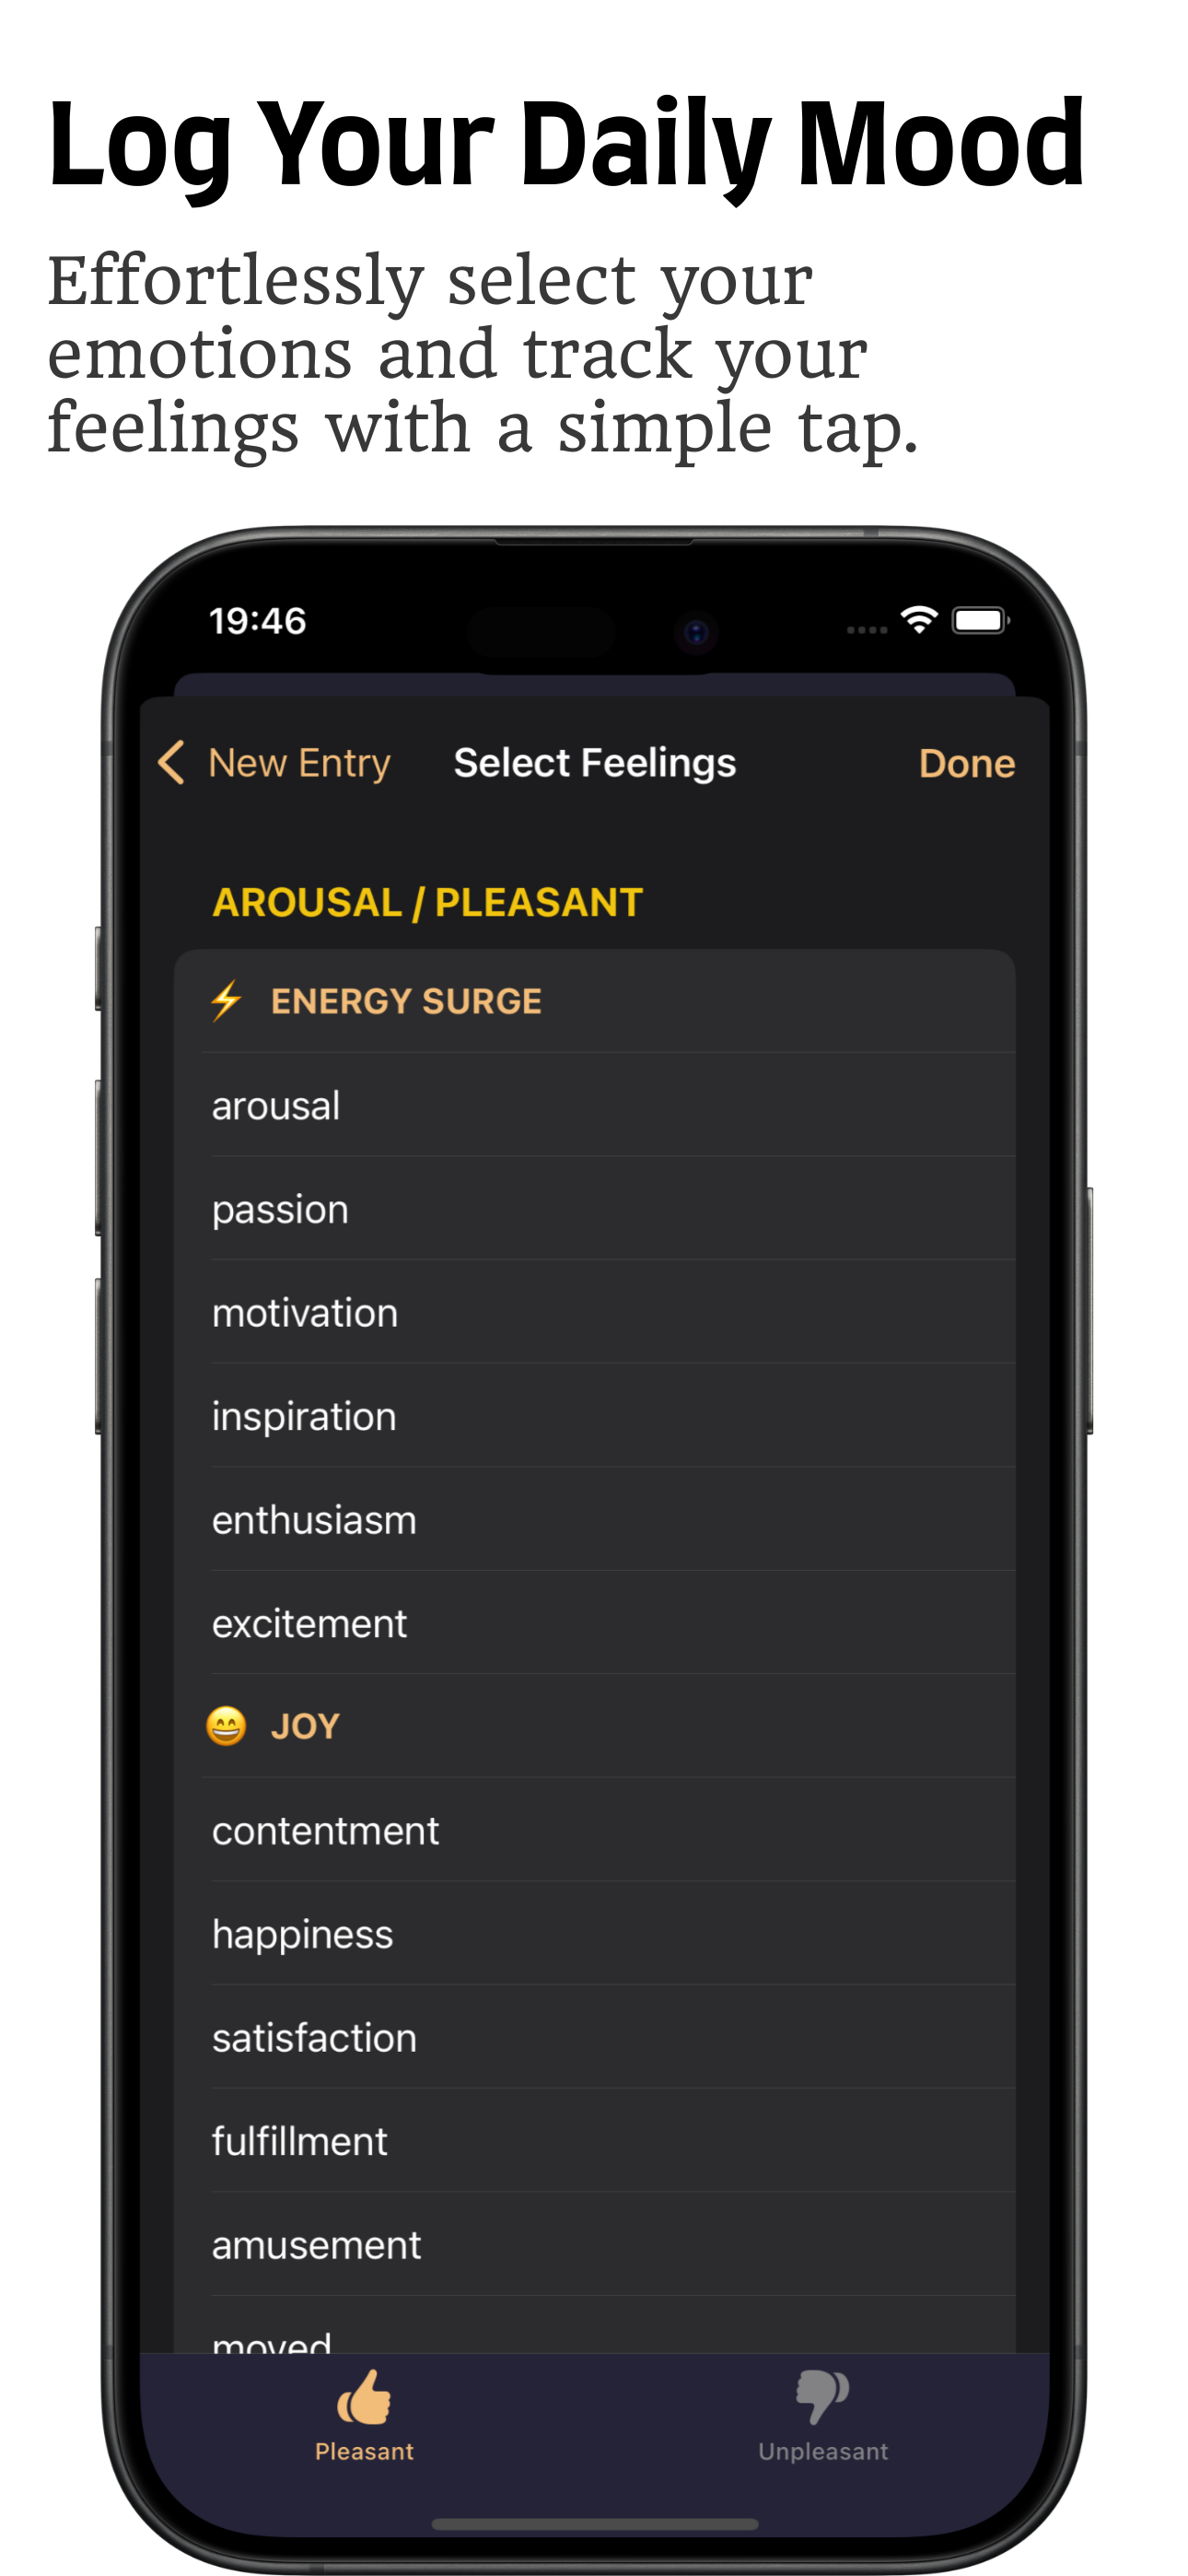 Log Your Daily Mood
Effortlessly select your
emotions and track your
feelings with a simple tap.
19:46
New Entry
Select Feelings
Done
AROUSAL / PLEASANT
ENERGY SURGE
arousal
passion
motivation
inspiration
enthusiasm
excitement
JOY
contentment
happiness
satisfaction
fulfillment
amusement
moved
Pleasant
Unpleasant